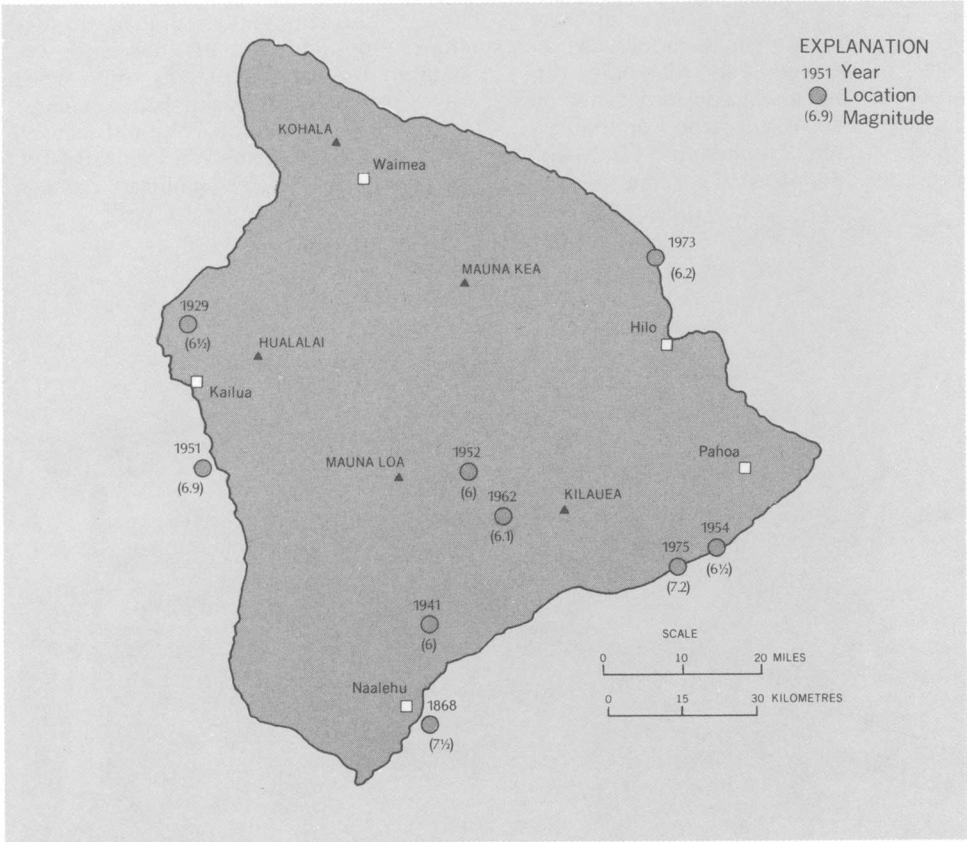 EXPLANATION
1951 Year
Location
(6.9) Magnitude
KOHALA
Waimea
1973
(6.2)
MAUNA KEA
1929
(6½)
Hilo
HUALALAI
Kailua
1951
(6.9)
MAUNA LOA
1952
(6)
Pahoa
1962
(6.1)
KILAUEA
1954
(6½)
1975
(7.2)
1941
(6)
SCALE
0 10 20 MILES
0 15 30 KILOMETRES
Naalehu
1868
(7½)